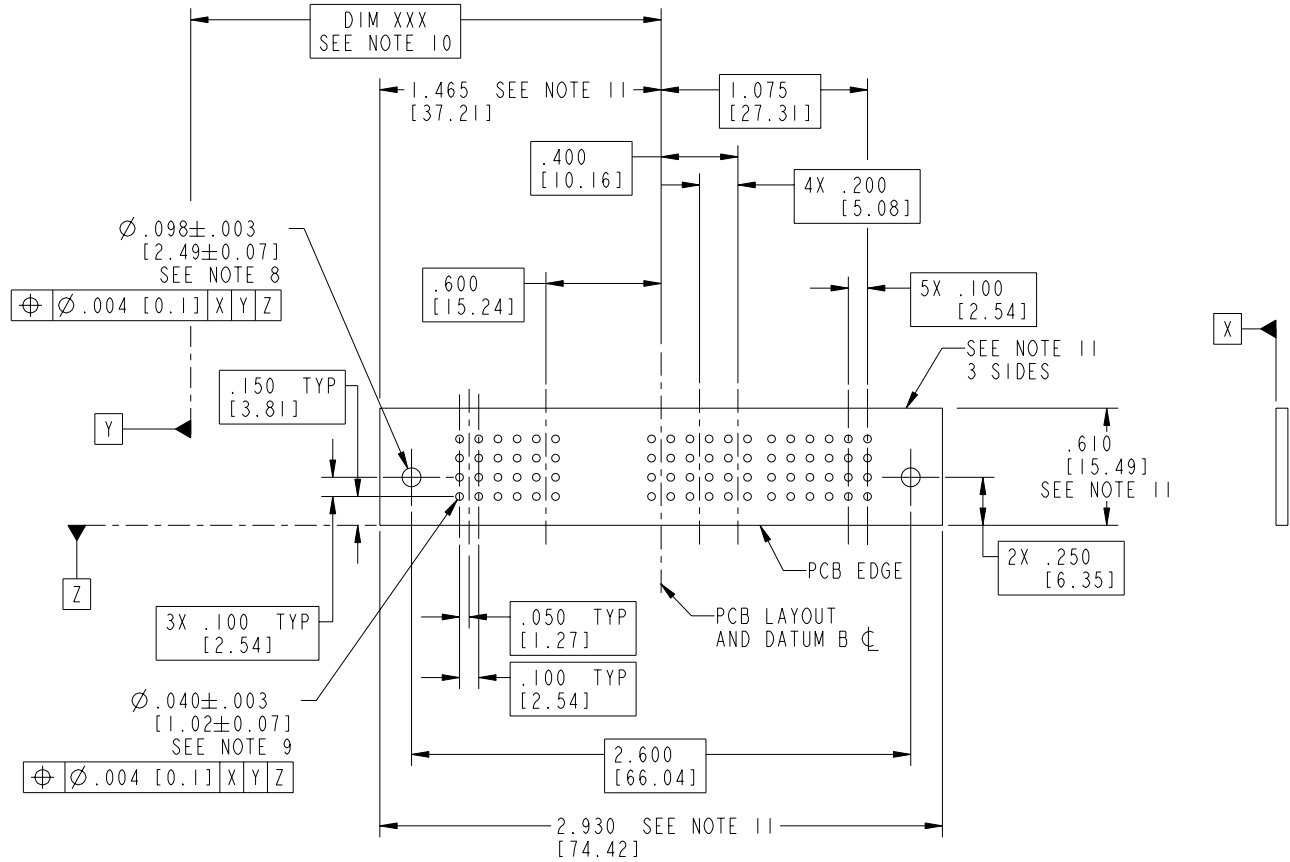 DIM XXX
SEE NOTE 10
1.465 SEE NOTE 11
[37.21]
1.075
[27.31]
.400
[10.16]
4X .200
[5.08]
Ø.098±.003
[2.49±0.07]
SEE NOTE 8
⌖ Ø.004 [0.1] X Y Z
.600
[15.24]
5X .100
[2.54]
X
SEE NOTE 11
3 SIDES
.150 TYP
[3.81]
Y
.610
[15.49]
SEE NOTE 11
Z
PCB EDGE
2X .250
[6.35]
3X .100 TYP
[2.54]
.050 TYP
[1.27]
PCB LAYOUT
AND DATUM B ℄
.100 TYP
[2.54]
Ø.040±.003
[1.02±0.07]
SEE NOTE 9
⌖ Ø.004 [0.1] X Y Z
2.600
[66.04]
2.930 SEE NOTE 11
[74.42]